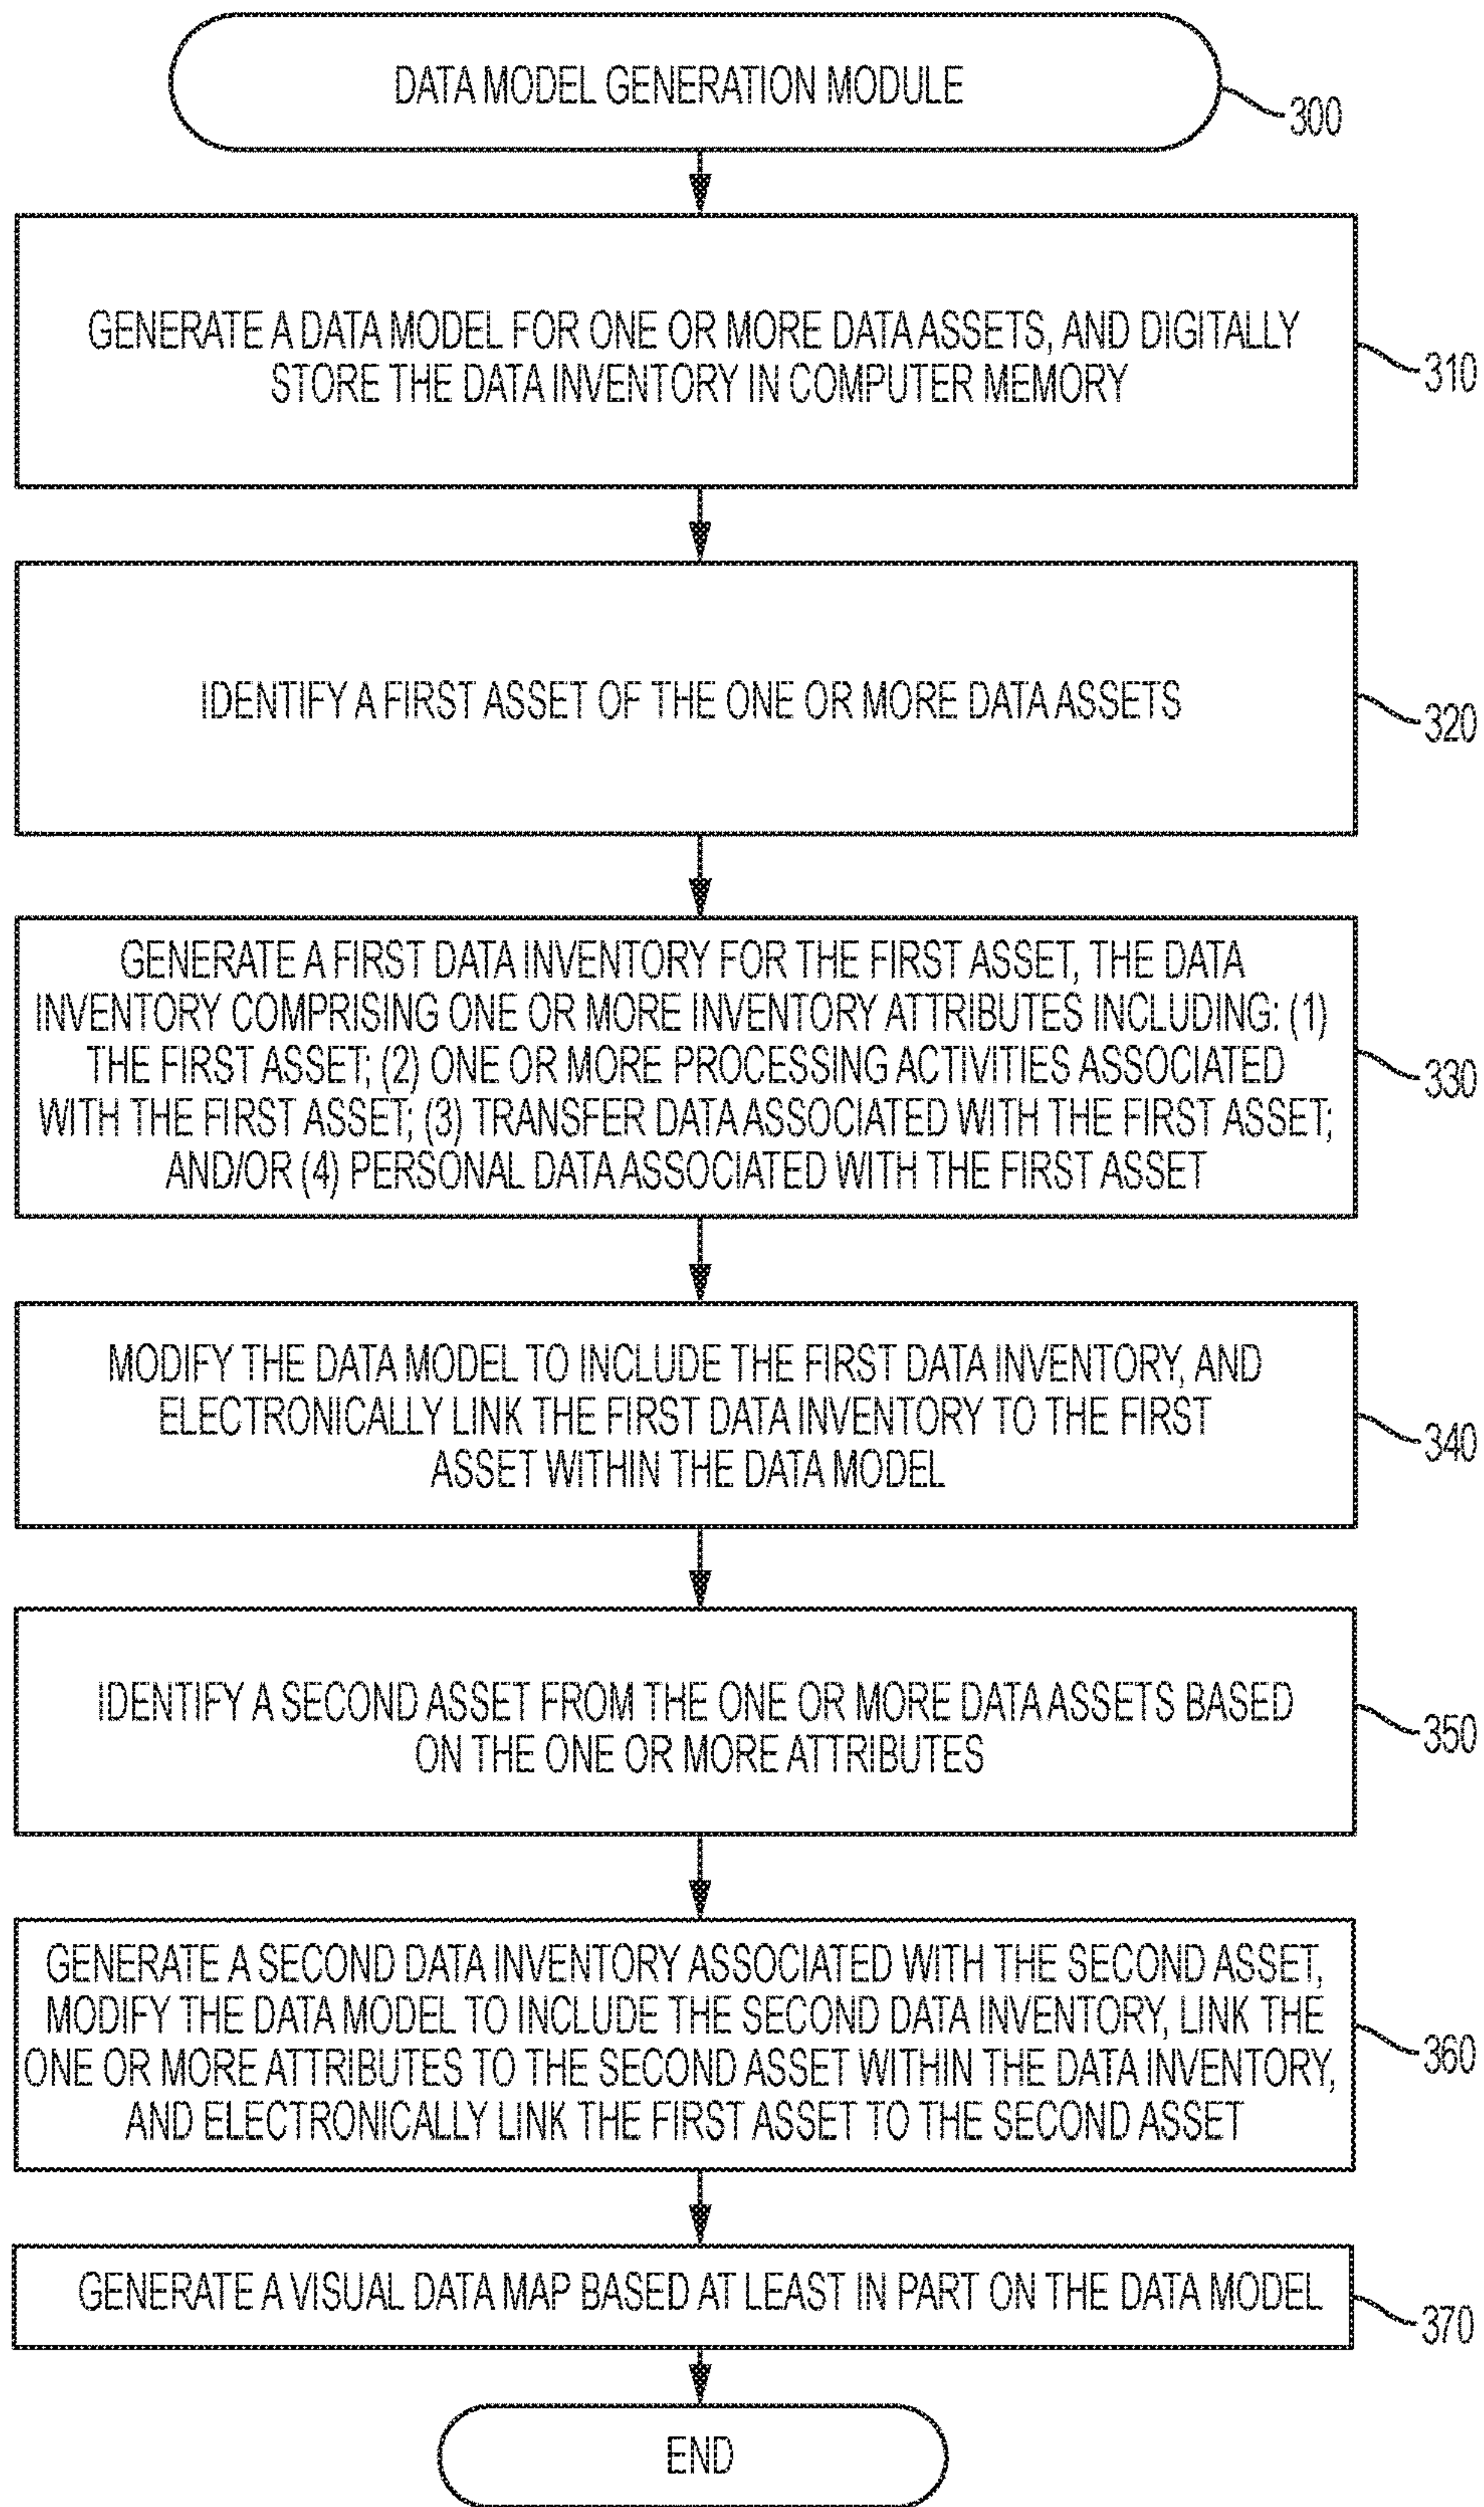 DATA MODEL GENERATION MODULE
300
GENERATE A DATA MODEL FOR ONE OR MORE DATA ASSETS, AND DIGITALLY
STORE THE DATA INVENTORY IN COMPUTER MEMORY
310
IDENTIFY A FIRST ASSET OF THE ONE OR MORE DATA ASSETS
320
GENERATE A FIRST DATA INVENTORY FOR THE FIRST ASSET, THE DATA
INVENTORY COMPRISING ONE OR MORE INVENTORY ATTRIBUTES INCLUDING: (1)
THE FIRST ASSET; (2) ONE OR MORE PROCESSING ACTIVITIES ASSOCIATED
WITH THE FIRST ASSET; (3) TRANSFER DATA ASSOCIATED WITH THE FIRST ASSET;
AND/OR (4) PERSONAL DATA ASSOCIATED WITH THE FIRST ASSET
330
MODIFY THE DATA MODEL TO INCLUDE THE FIRST DATA INVENTORY, AND
ELECTRONICALLY LINK THE FIRST DATA INVENTORY TO THE FIRST
ASSET WITHIN THE DATA MODEL
340
IDENTIFY A SECOND ASSET FROM THE ONE OR MORE DATA ASSETS BASED
ON THE ONE OR MORE ATTRIBUTES
350
GENERATE A SECOND DATA INVENTORY ASSOCIATED WITH THE SECOND ASSET,
MODIFY THE DATA MODEL TO INCLUDE THE SECOND DATA INVENTORY, LINK THE
ONE OR MORE ATTRIBUTES TO THE SECOND ASSET WITHIN THE DATA INVENTORY,
AND ELECTRONICALLY LINK THE FIRST ASSET TO THE SECOND ASSET
360
GENERATE A VISUAL DATA MAP BASED AT LEAST IN PART ON THE DATA MODEL
370
END